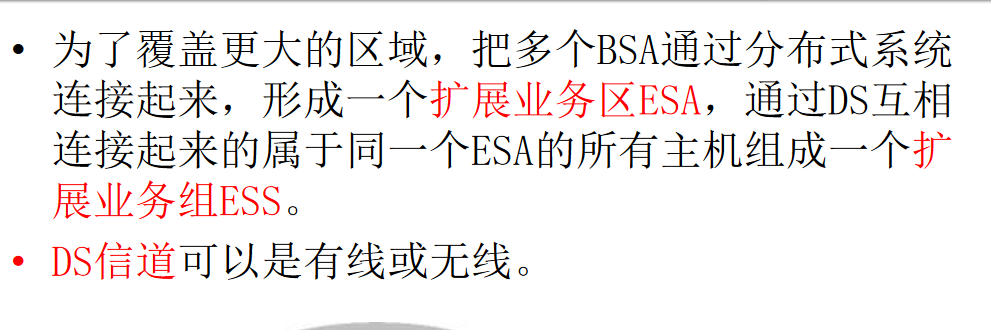 • 为了覆盖更大的区域，把多个BSA通过分布式系统
连接起来，形成一个扩展业务区ESA，通过DS互相
连接起来的属于同一个ESA的所有主机组成一个扩
展业务组ESS。
• DS信道可以是有线或无线。